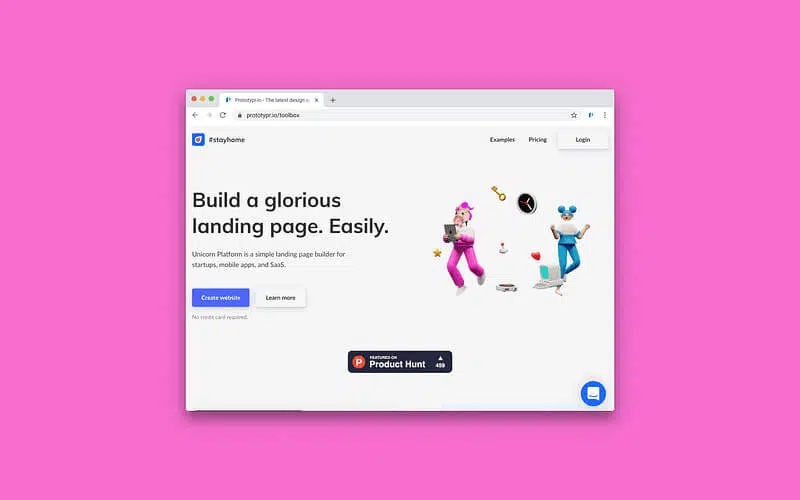 Prototypr.io - The latest design a
prototypr.io/toolbox
#stayhome
Examples
Pricing
Login
Build a glorious
landing page. Easily.
Unicorn Platform is a simple landing page builder for
startups, mobile apps, and SaaS.
Create website
Learn more
No credit card required.
FEATURED ON
Product Hunt
459